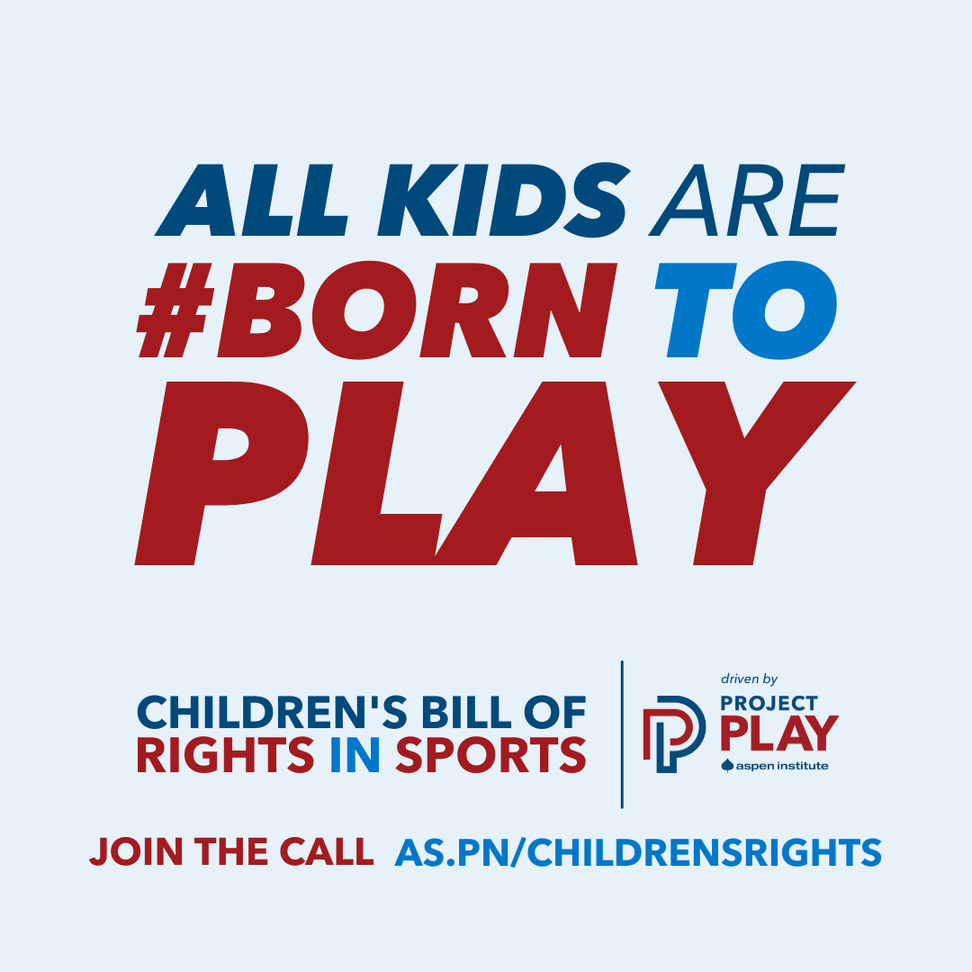 ALL KIDS ARE
#BORN TO
PLAY
CHILDREN'S BILL OF
RIGHTS IN SPORTS
driven by
PROJECT
PLAY
aspen institute
JOIN THE CALL AS.PN/CHILDRENSRIGHTS